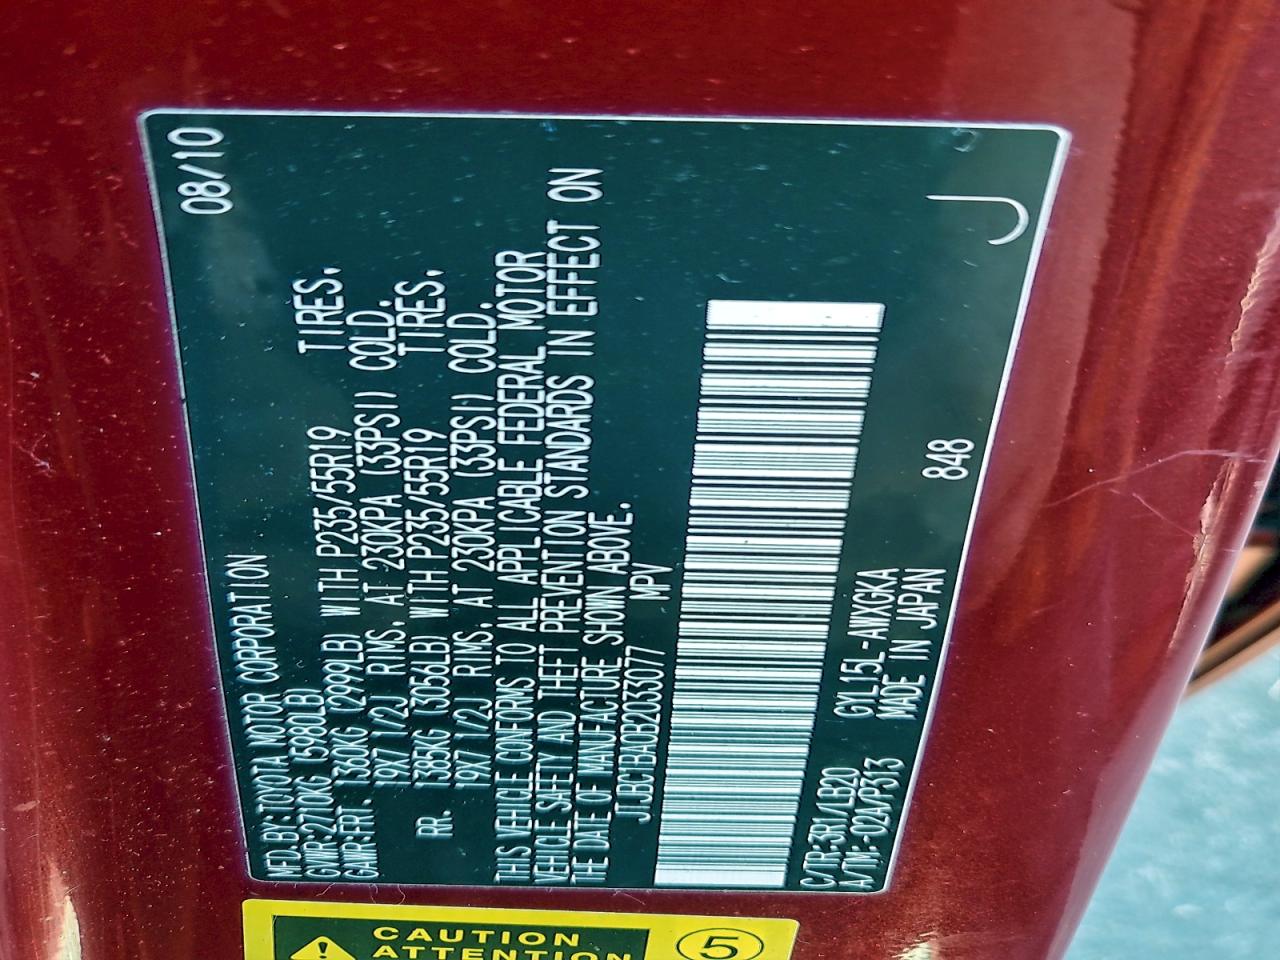 MFD.BY:TOYOTA MOTOR CORPORATION 08/10
GVWR:2710KG (5980LB)
GAWR:FRT. 1360KG (2999LB) WITH P235/55R19 TIRES,
19X7 1/2J RIMS, AT 230KPA (33PSI) COLD.
RR. 1385KG (3056LB) WITH P235/55R19 TIRES,
19X7 1/2J RIMS, AT 230KPA (33PSI) COLD.
THIS VEHICLE CONFORMS TO ALL APPLICABLE FEDERAL MOTOR
VEHICLE SAFETY AND THEFT PREVENTION STANDARDS IN EFFECT ON
THE DATE OF MANUFACTURE SHOWN ABOVE.
JTJBC1BA0B2033077 MPV
C/TR:3R1/LB20 GYL15L-AWXGKA
A/TM:-02A/P313 MADE IN JAPAN 848
J
CAUTION
ATTENTION
5